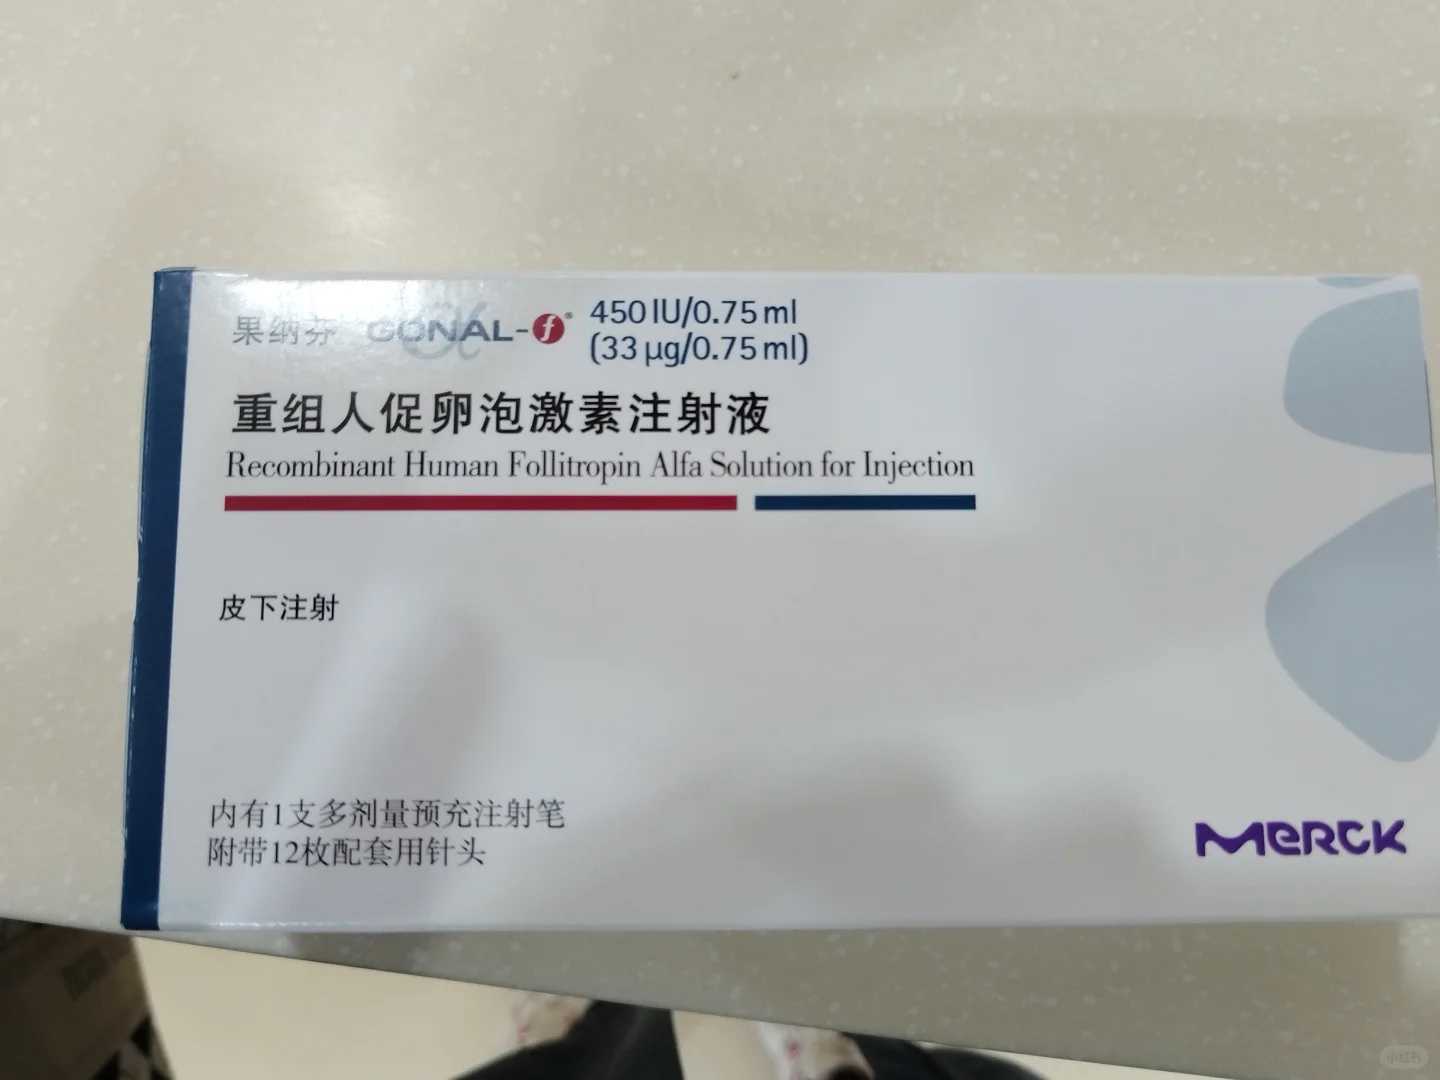 果纳芬 GONAL-f® 450 IU/0.75 ml
(33 μg/0.75 ml)
重组人促卵泡激素注射液
Recombinant Human Follitropin Alfa Solution for Injection
皮下注射
内有1支多剂量预充注射笔
附带12枚配套用针头
MERCK
小红书